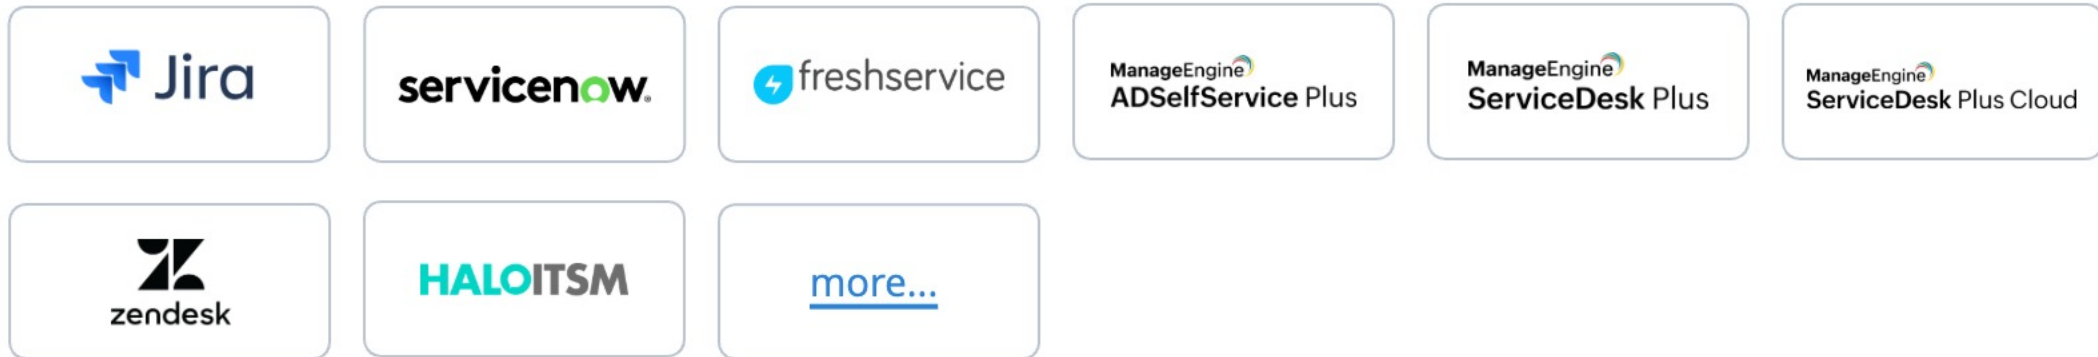 Jira
servicenow.
freshservice
ManageEngine
ADSelfService Plus
ManageEngine
ServiceDesk Plus
ManageEngine
ServiceDesk Plus Cloud
zendesk
HALOITSM
more...